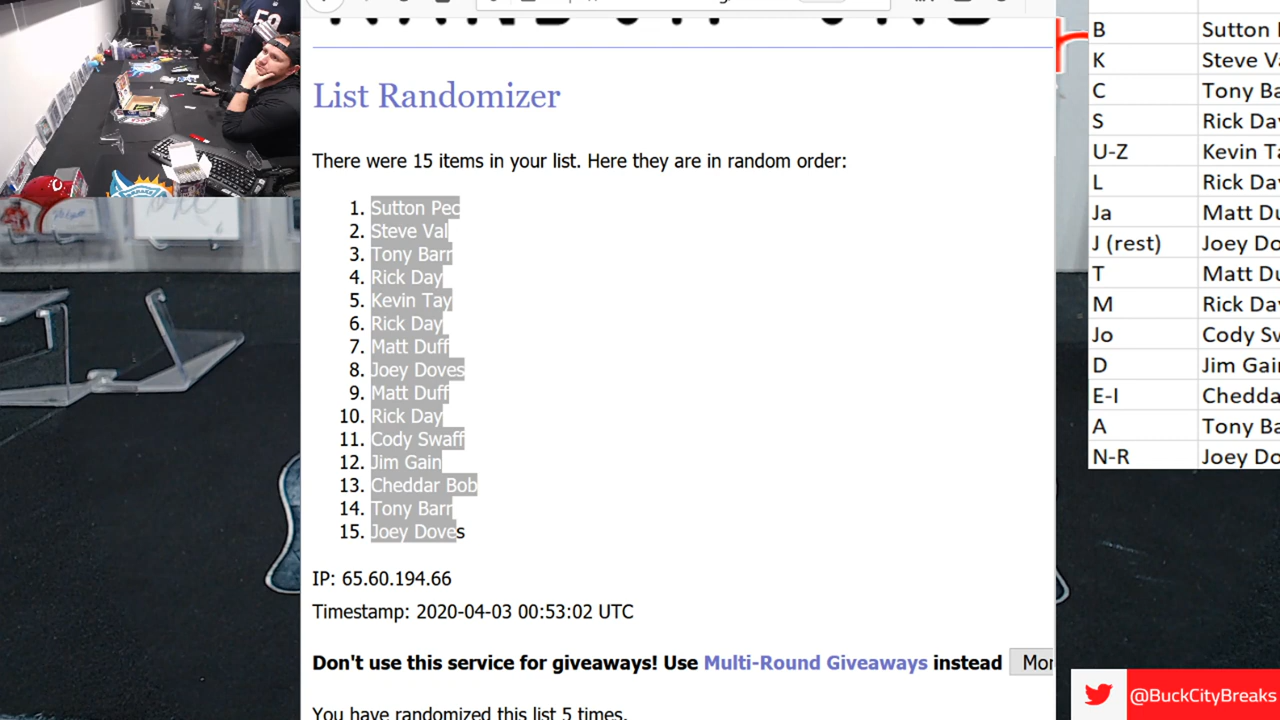 List Randomizer
There were 15 items in your list. Here they are in random order:
1. Sutton Pec
2. Steve Val
3. Tony Barr
4. Rick Day
5. Kevin Tay
6. Rick Day
7. Matt Duff
8. Joey Doves
9. Matt Duff
10. Rick Day
11. Cody Swaff
12. Jim Gain
13. Cheddar Bob
14. Tony Barr
15. Joey Doves
IP: 65.60.194.66
Timestamp: 2020-04-03 00:53:02 UTC
Don't use this service for giveaways! Use Multi-Round Giveaways instead
You have randomized this list 5 times.
B Sutton
K Steve Va
C Tony Ba
S Rick Day
U-Z Kevin Ta
L Rick Da
Ja Matt Du
J (rest) Joey Do
T Matt Du
M Rick Da
Jo Cody Sw
D Jim Gai
E-I Chedda
A Tony Ba
N-R Joey Do
@BuckCityBreaks